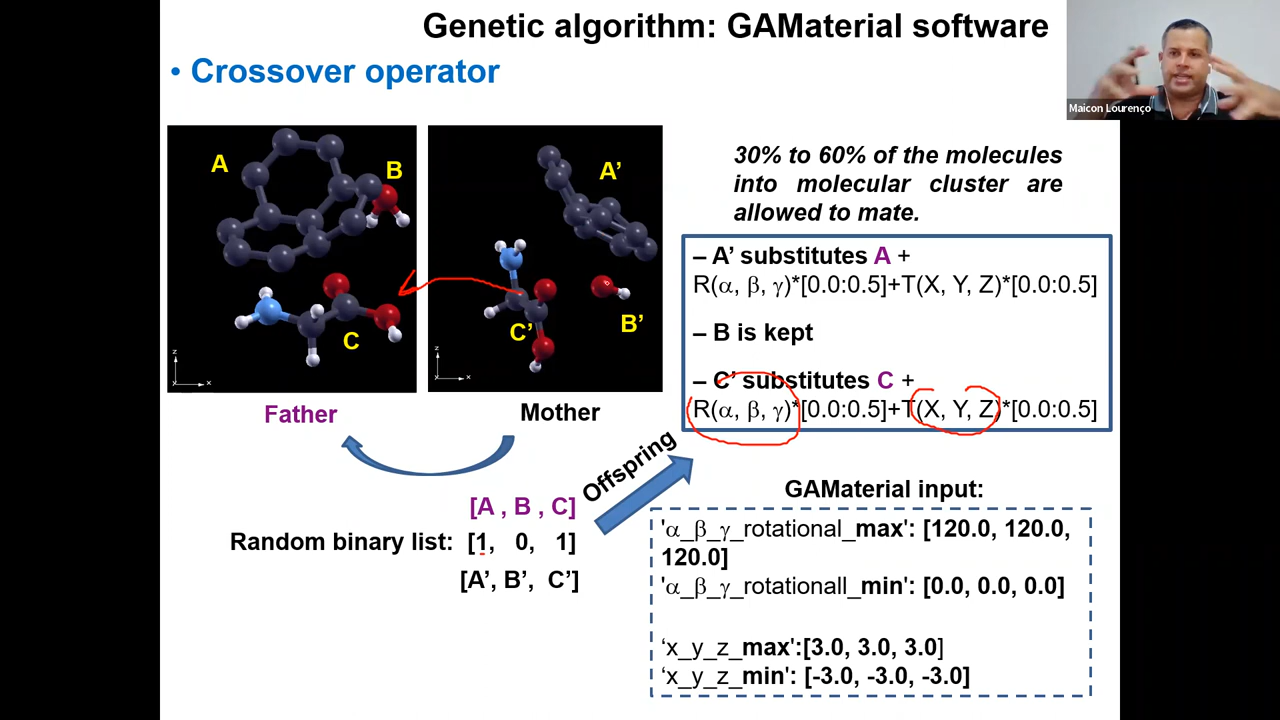 Genetic algorithm: GAMaterial software
• Crossover operator
Maicon Lourenço
A
B
C
A’
B’
C’
z
x
z
x
Father
Mother
30% to 60% of the molecules
into molecular cluster are
allowed to mate.
– A’ substitutes A +
R(α, β, γ)*[0.0:0.5]+T(X, Y, Z)*[0.0:0.5]
– B is kept
– C’ substitutes C +
R(α, β, γ)*[0.0:0.5]+T(X, Y, Z)*[0.0:0.5]
Offspring
[A , B , C]
Random binary list: [1, 0, 1]
[A’, B’, C’]
GAMaterial input:
'α_β_γ_rotational_max': [120.0, 120.0,
120.0]
'α_β_γ_rotationall_min': [0.0, 0.0, 0.0]
‘x_y_z_max':[3.0, 3.0, 3.0]
‘x_y_z_min': [-3.0, -3.0, -3.0]